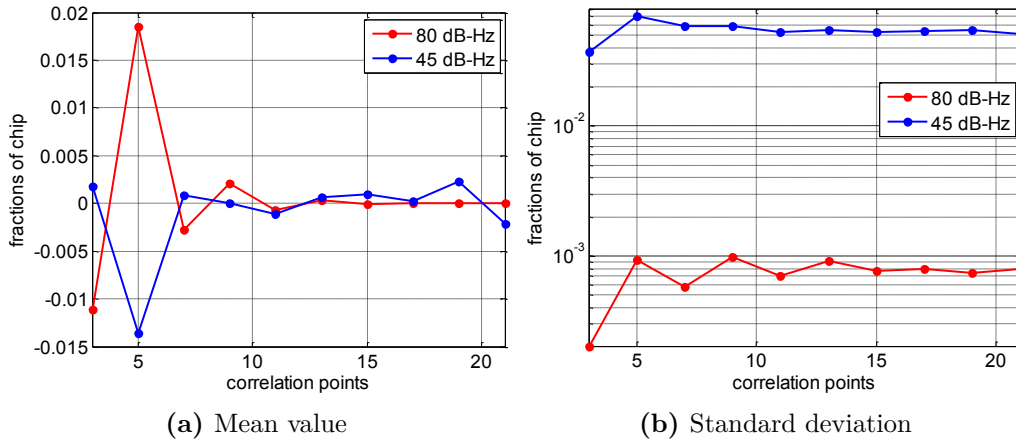 0.02
0.015
0.01
0.005
0
-0.005
-0.01
-0.015
fractions of chip
80 dB-Hz
45 dB-Hz
5 10 15 20
correlation points
(a) Mean value
10^-2
10^-3
fractions of chip
80 dB-Hz
45 dB-Hz
5 10 15 20
correlation points
(b) Standard deviation